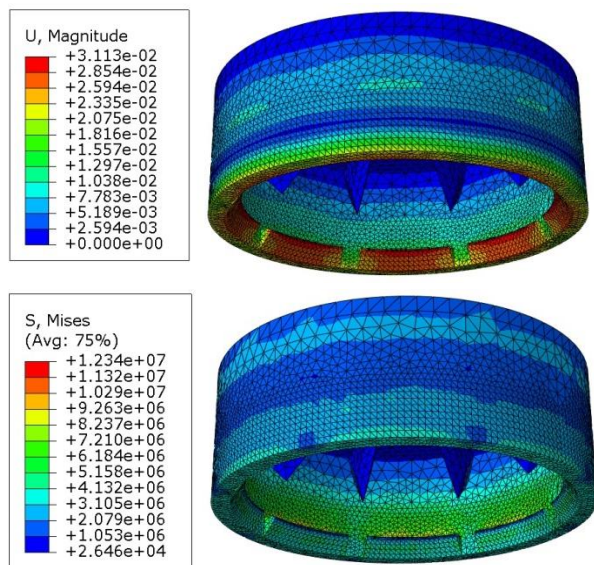 U, Magnitude
+3.113e-02
+2.854e-02
+2.594e-02
+2.335e-02
+2.075e-02
+1.816e-02
+1.557e-02
+1.297e-02
+1.038e-02
+7.783e-03
+5.189e-03
+2.594e-03
+0.000e+00
S, Mises
(Avg: 75%)
+1.234e+07
+1.132e+07
+1.029e+07
+9.263e+06
+8.237e+06
+7.210e+06
+6.184e+06
+5.158e+06
+4.132e+06
+3.105e+06
+2.079e+06
+1.053e+06
+2.646e+04